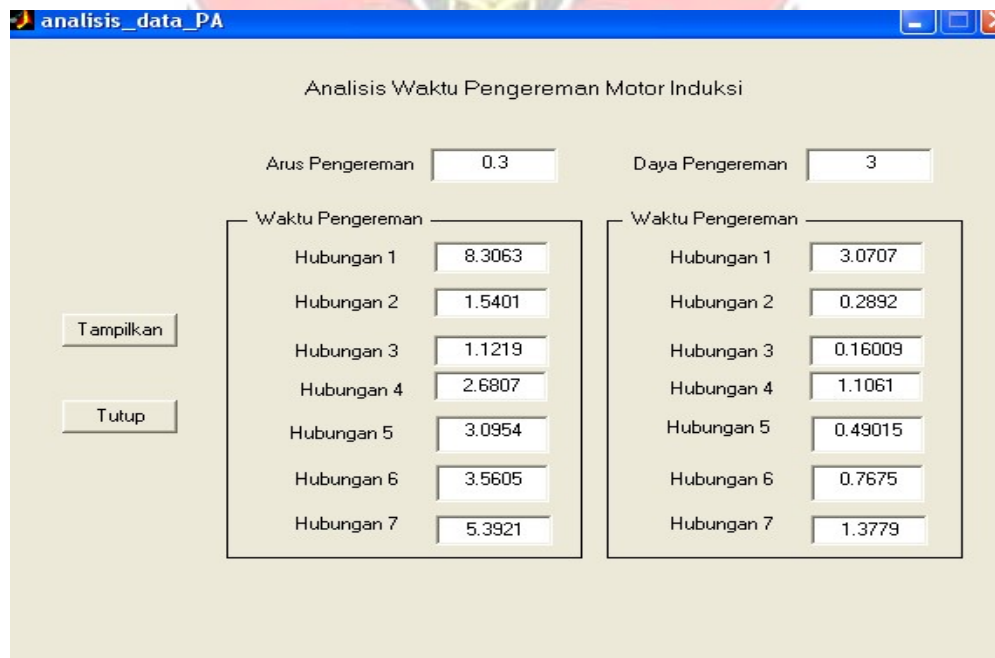 analisis_data_PA
Analisis Waktu Pengereman Motor Induksi
Arus Pengereman 0.3
Daya Pengereman 3
Waktu Pengereman
Hubungan 1 8.3063
Hubungan 2 1.5401
Hubungan 3 1.1219
Hubungan 4 2.6807
Hubungan 5 3.0954
Hubungan 6 3.5605
Hubungan 7 5.3921
Waktu Pengereman
Hubungan 1 3.0707
Hubungan 2 0.2892
Hubungan 3 0.16009
Hubungan 4 1.1061
Hubungan 5 0.49015
Hubungan 6 0.7675
Hubungan 7 1.3779
Tampilkan
Tutup